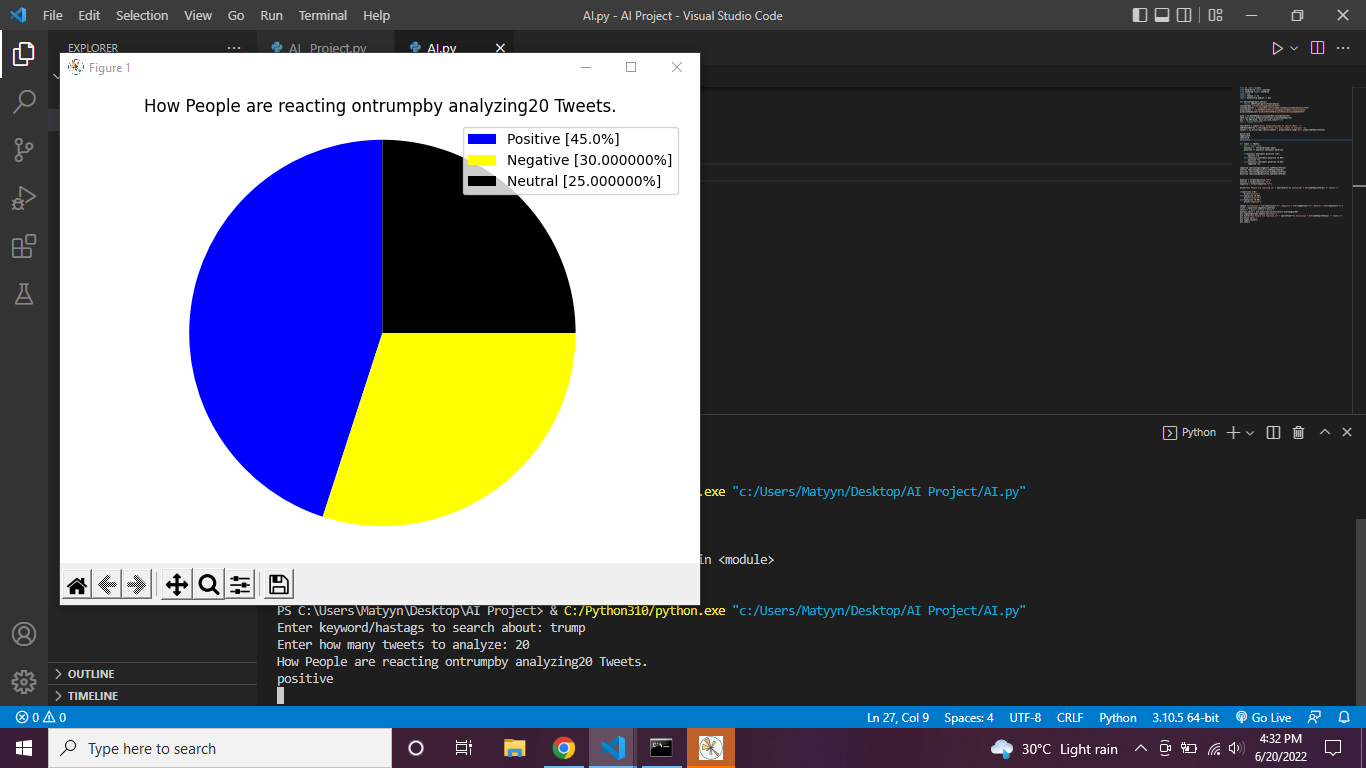 File Edit Selection View Go Run Terminal Help
AI.py - AI Project - Visual Studio Code
EXPLORER
AI_Project.py
AI.py
Figure 1
How People are reacting ontrumpby analyzing20 Tweets.
Positive [45.0%]
Negative [30.000000%]
Neutral [25.000000%]
Python
.exe "c:/Users/Matyyn/Desktop/AI Project/AI.py"
in <module>
PS C:\Users\Matyyn\Desktop\AI Project> & C:/Python310/python.exe "c:/Users/Matyyn/Desktop/AI Project/AI.py"
Enter keyword/hastags to search about: trump
Enter how many tweets to analyze: 20
How People are reacting ontrumpby analyzing20 Tweets.
positive
OUTLINE
TIMELINE
0 0
Ln 27, Col 9 Spaces: 4 UTF-8 CRLF Python 3.10.5 64-bit Go Live
Type here to search
30°C Light rain
4:32 PM
6/20/2022